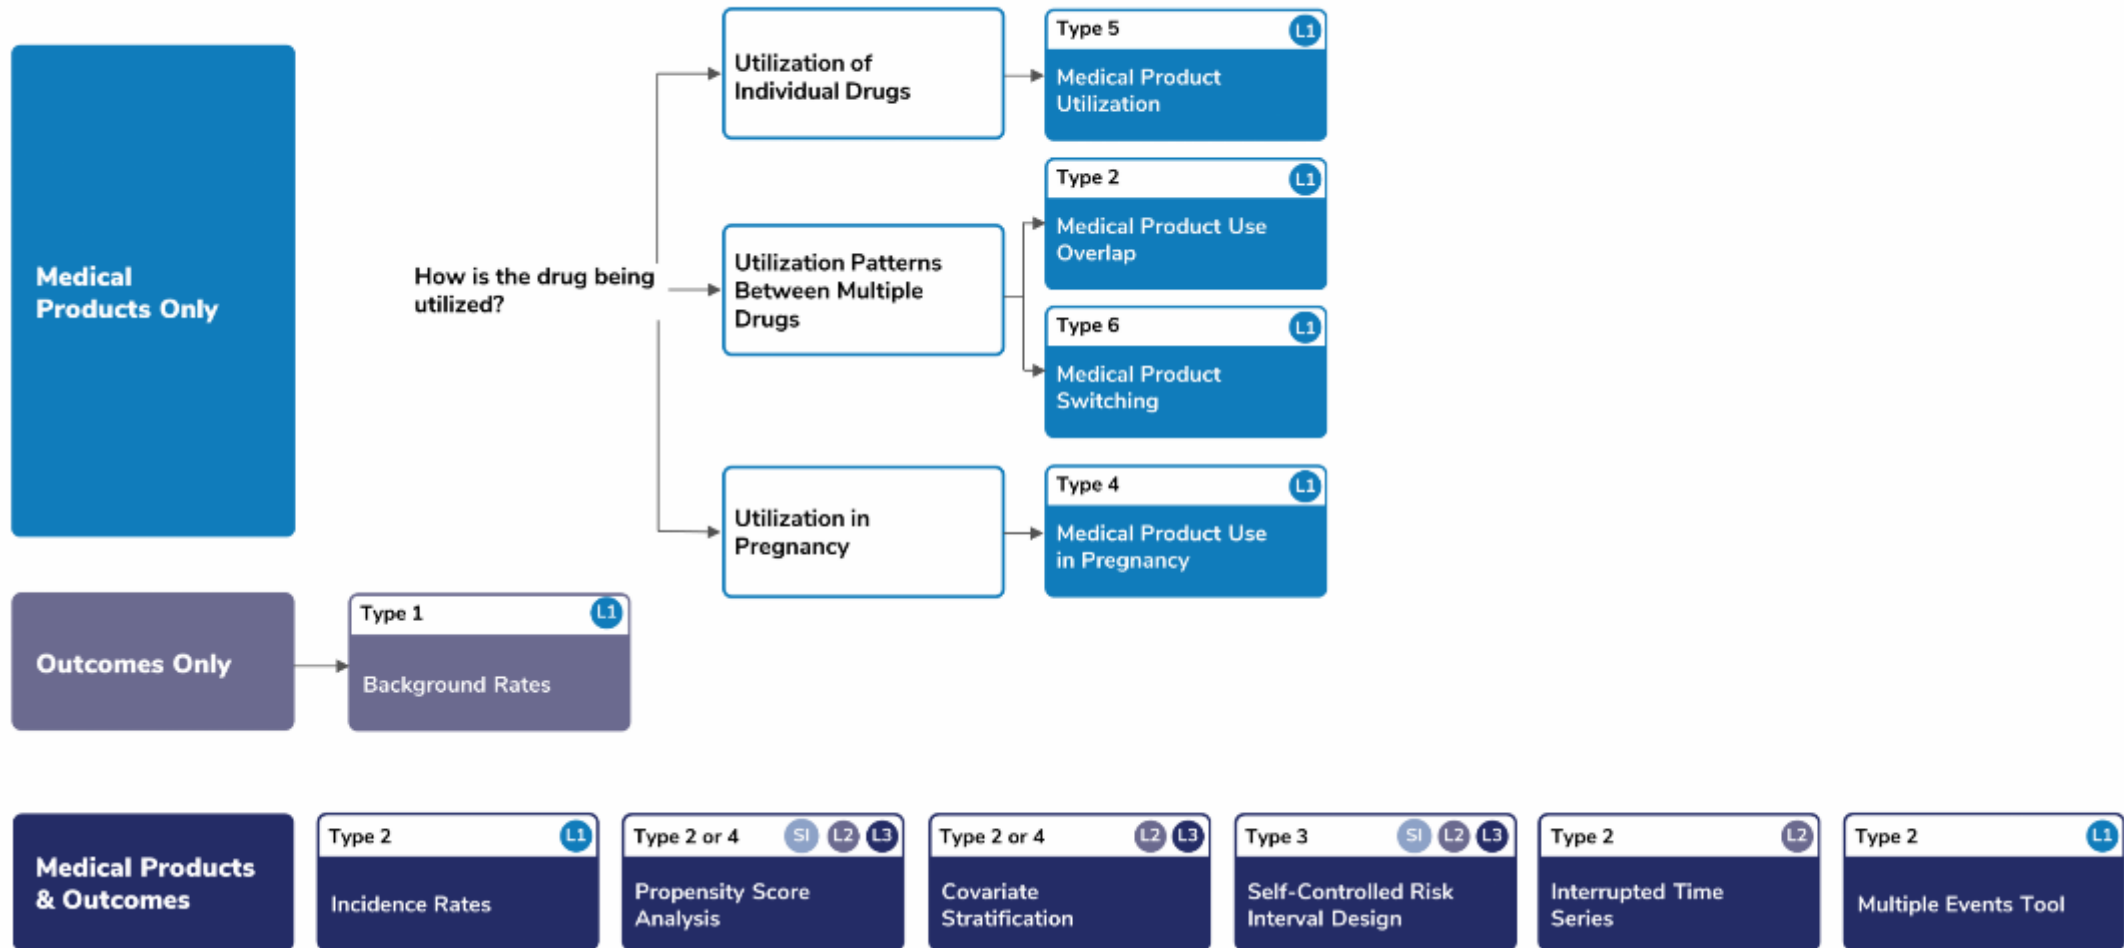 Medical
Products Only
How is the drug being
utilized?
Utilization of
Individual Drugs
Type 5 L1
Medical Product
Utilization
Utilization Patterns
Between Multiple
Drugs
Type 2 L1
Medical Product Use
Overlap
Type 6 L1
Medical Product
Switching
Utilization in
Pregnancy
Type 4 L1
Medical Product Use
in Pregnancy
Outcomes Only
Type 1 L1
Background Rates
Medical Products
& Outcomes
Type 2 L1
Incidence Rates
Type 2 or 4 SI L2 L3
Propensity Score
Analysis
Type 2 or 4 L2 L3
Covariate
Stratification
Type 3 SI L2 L3
Self-Controlled Risk
Interval Design
Type 2 L2
Interrupted Time
Series
Type 2 L1
Multiple Events Tool